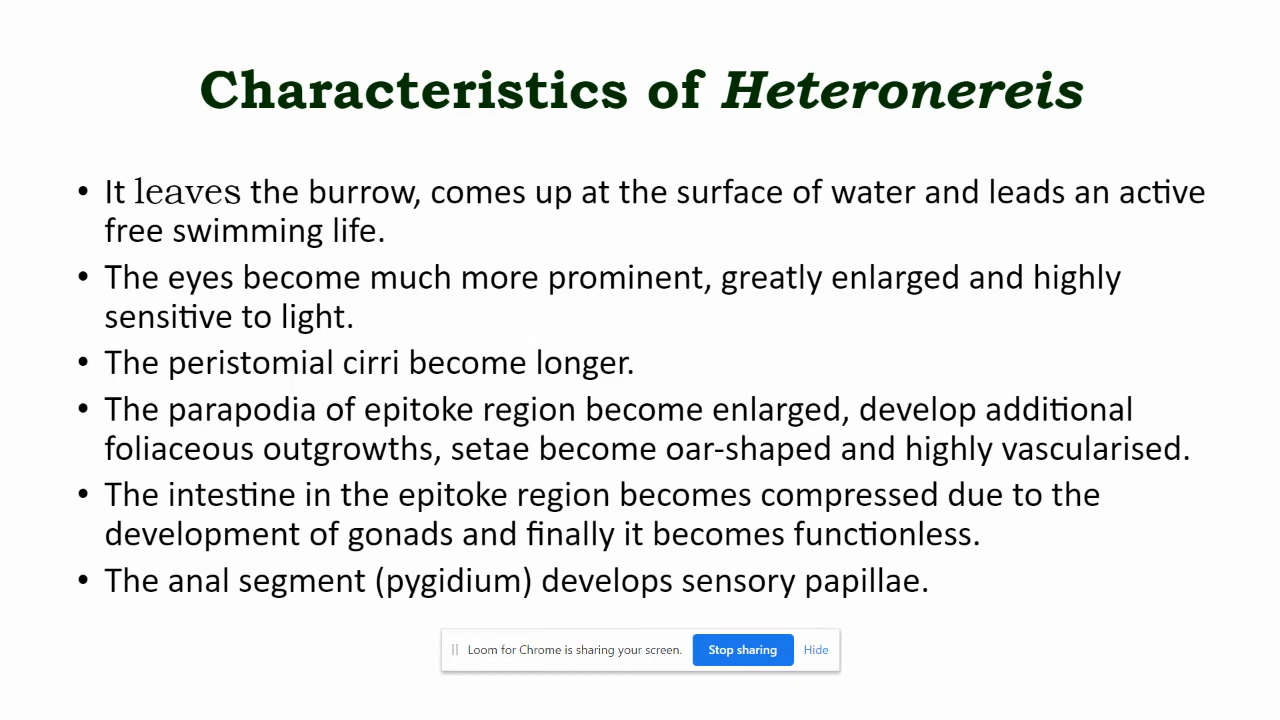 Characteristics of Heteronereis
• It leaves the burrow, comes up at the surface of water and leads an active
free swimming life.
• The eyes become much more prominent, greatly enlarged and highly
sensitive to light.
• The peristomial cirri become longer.
• The parapodia of epitoke region become enlarged, develop additional
foliaceous outgrowths, setae become oar-shaped and highly vascularised.
• The intestine in the epitoke region becomes compressed due to the
development of gonads and finally it becomes functionless.
• The anal segment (pygidium) develops sensory papillae.
Loom for Chrome is sharing your screen. Stop sharing Hide